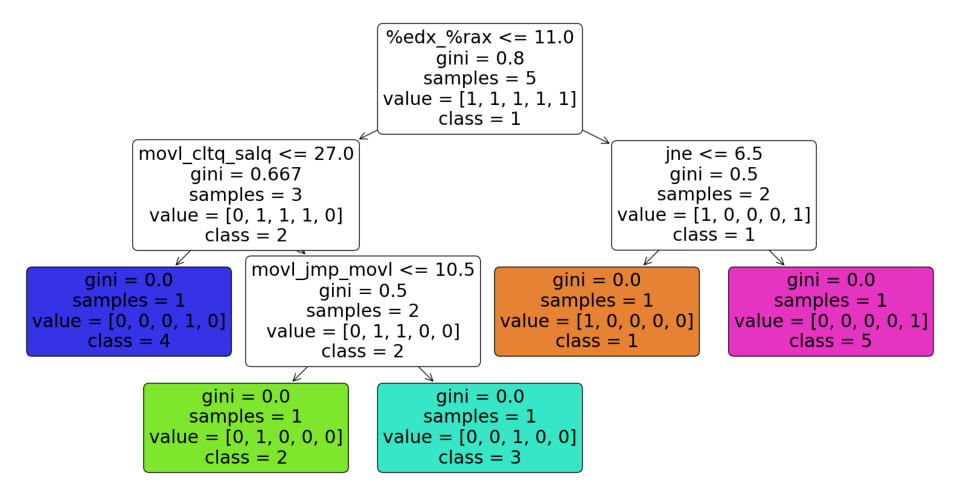 %edx_%rax <= 11.0
gini = 0.8
samples = 5
value = [1, 1, 1, 1, 1]
class = 1
movl_cltq_salq <= 27.0
gini = 0.667
samples = 3
value = [0, 1, 1, 1, 0]
class = 2
jne <= 6.5
gini = 0.5
samples = 2
value = [1, 0, 0, 0, 1]
class = 1
gini = 0.0
samples = 1
value = [0, 0, 0, 1, 0]
class = 4
movl_jmp_movl <= 10.5
gini = 0.5
samples = 2
value = [0, 1, 1, 0, 0]
class = 2
gini = 0.0
samples = 1
value = [1, 0, 0, 0, 0]
class = 1
gini = 0.0
samples = 1
value = [0, 0, 0, 0, 1]
class = 5
gini = 0.0
samples = 1
value = [0, 1, 0, 0, 0]
class = 2
gini = 0.0
samples = 1
value = [0, 0, 1, 0, 0]
class = 3